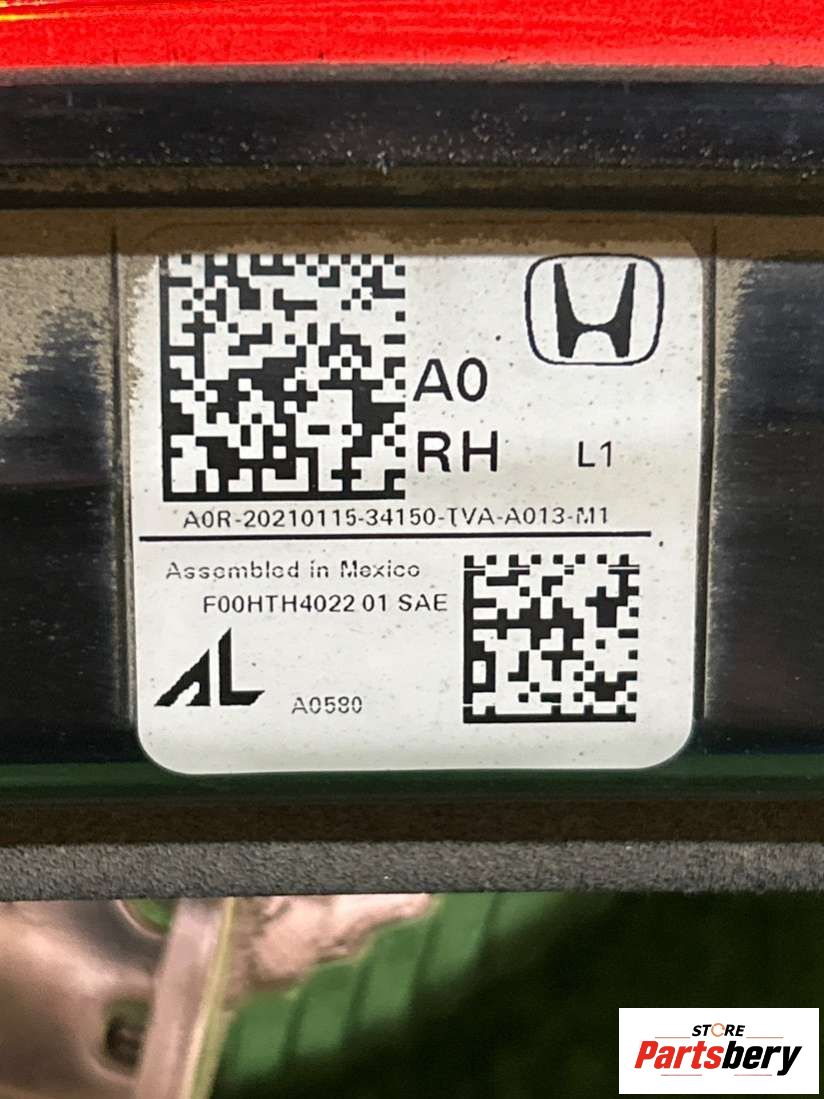 A0
RH L1
A0R-20210115-34150-TVA-A013-M1
Assembled in Mexico
F00HTH4022 01 SAE
AL A0580
STORE
Partsbery